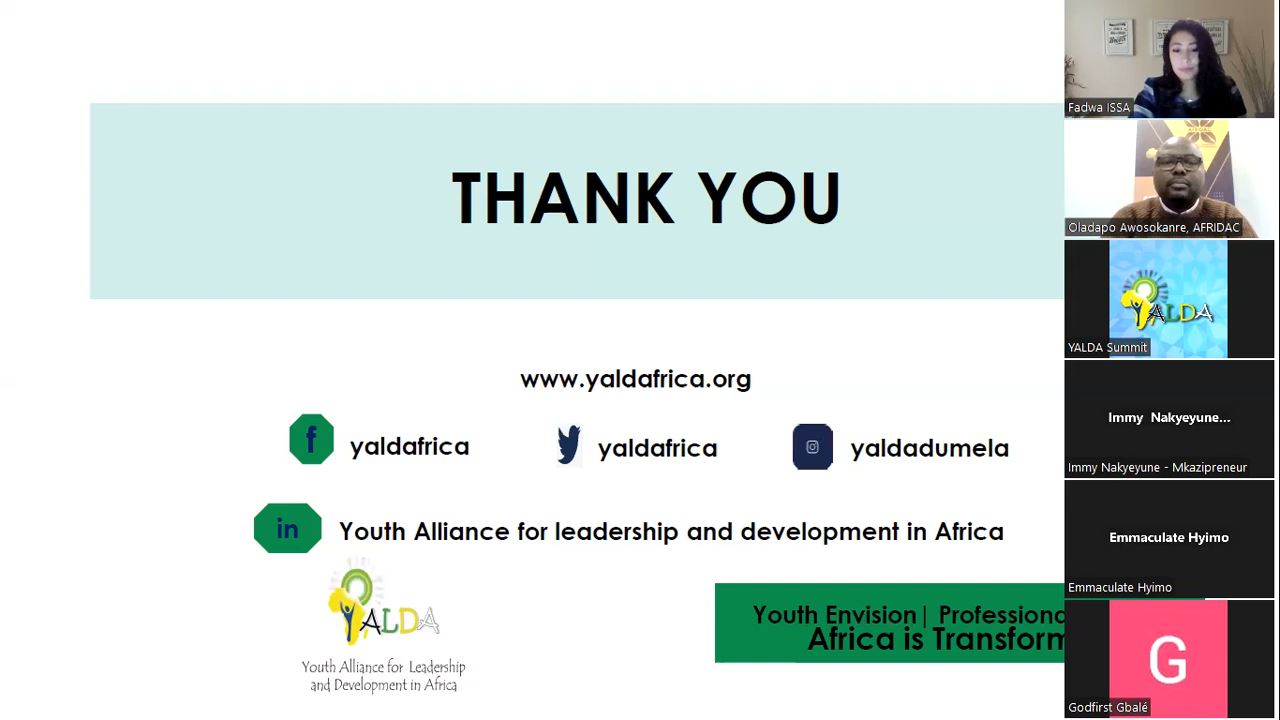 THANK YOU
www.yaldafrica.org
yaldafrica
yaldafrica
yaldadumela
in Youth Alliance for leadership and development in Africa
YALDA
Youth Alliance for Leadership
and Development in Africa
Youth Envision| Professiona
Africa is Transform
Fadwa ISSA
Oladapo Awosokanre, AFRIDAC
YALDA
YALDA Summit
Immy Nakyeyune...
Immy Nakyeyune - Mkazipreneur
Emmaculate Hyimo
Emmaculate Hyimo
G
Godfirst Gbalé